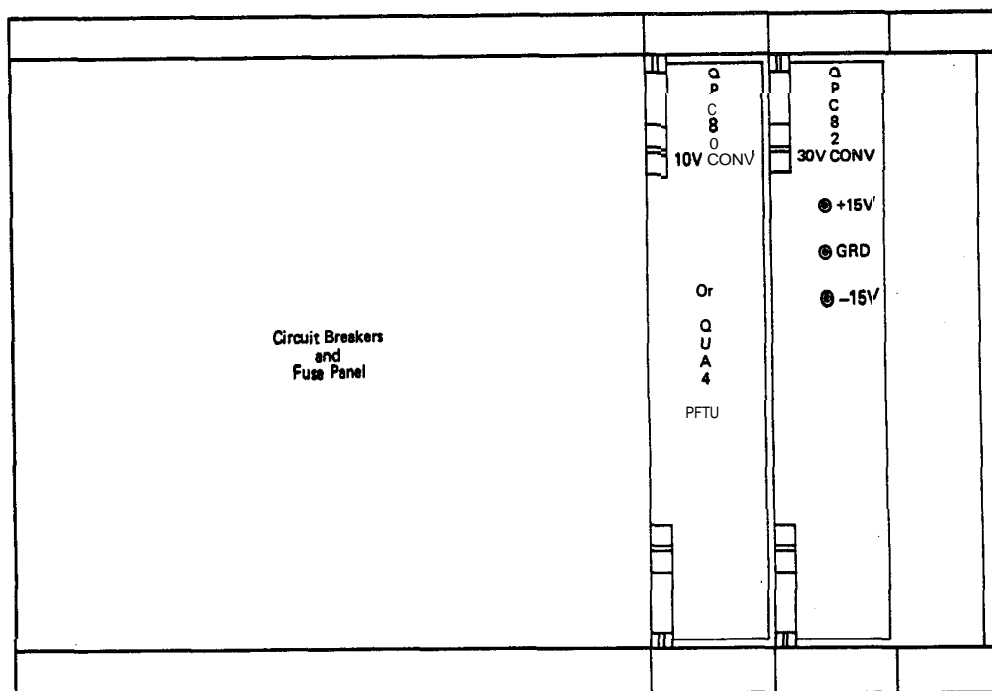 Circuit Breakers
and
Fuse Panel
Q
P
C
8
0
10V CONV
Or
Q
U
A
4
PFTU
Q
P
C
8
2
30V CONV
+15V
GRD
–15V